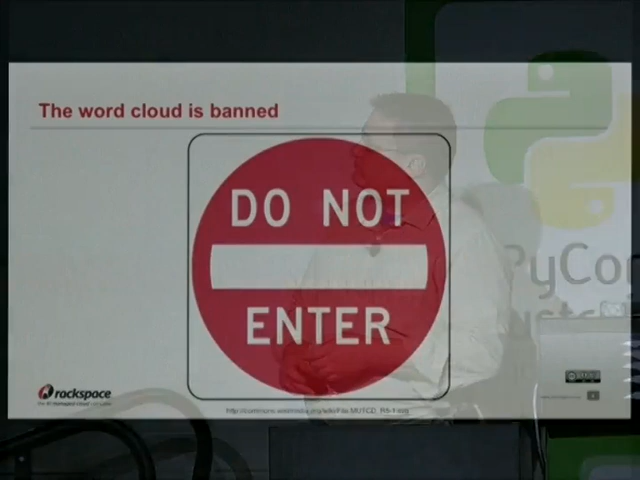 The word cloud is banned
DO NOT
ENTER
PyCon
rackspace